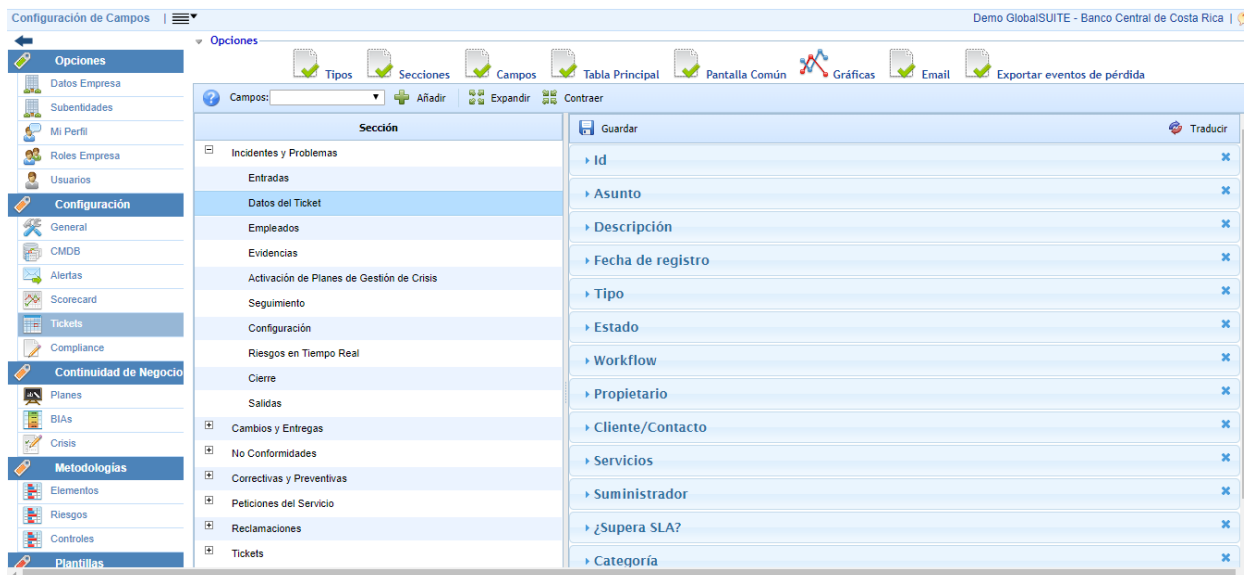 Configuración de Campos |
Demo GlobalSUITE - Banco Central de Costa Rica |
Opciones
Datos Empresa
Subentidades
Mi Perfil
Roles Empresa
Usuarios
Configuración
General
CMDB
Alertas
Scorecard
Tickets
Compliance
Continuidad de Negocio
Planes
BIAs
Crisis
Metodologías
Elementos
Riesgos
Controles
Plantillas
Opciones
Tipos Secciones Campos Tabla Principal Pantalla Común Gráficas Email Exportar eventos de pérdida
Campos: Añadir Expandir Contraer
Sección
Incidentes y Problemas
Entradas
Datos del Ticket
Empleados
Evidencias
Activación de Planes de Gestión de Crisis
Seguimiento
Configuración
Riesgos en Tiempo Real
Cierre
Salidas
Cambios y Entregas
No Conformidades
Correctivas y Preventivas
Peticiones del Servicio
Reclamaciones
Tickets
Guardar Traducir
Id
Asunto
Descripción
Fecha de registro
Tipo
Estado
Workflow
Propietario
Cliente/Contacto
Servicios
Suministrador
¿Supera SLA?
Categoría